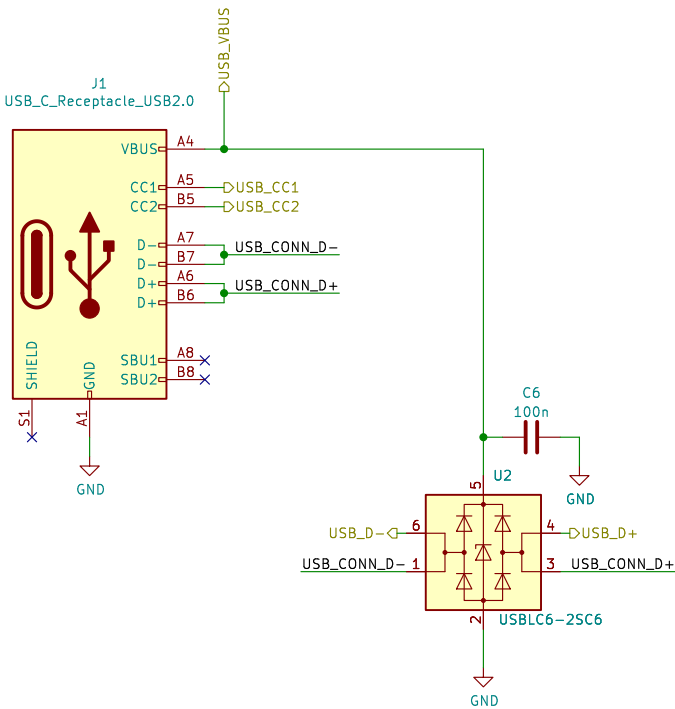 USB_VBUS
J1
USB_C_Receptacle_USB2.0
VBUS A4
CC1 A5 USB_CC1
CC2 B5 USB_CC2
D- A7 USB_CONN_D-
D- B7
D+ A6 USB_CONN_D+
D+ B6
SBU1 A8
SBU2 B8
SHIELD
GND
S1
A1
GND
C6
100n
GND
U2
5
USB_D- 6
4 USB_D+
USB_CONN_D- 1
3 USB_CONN_D+
2
USBLC6-2SC6
GND